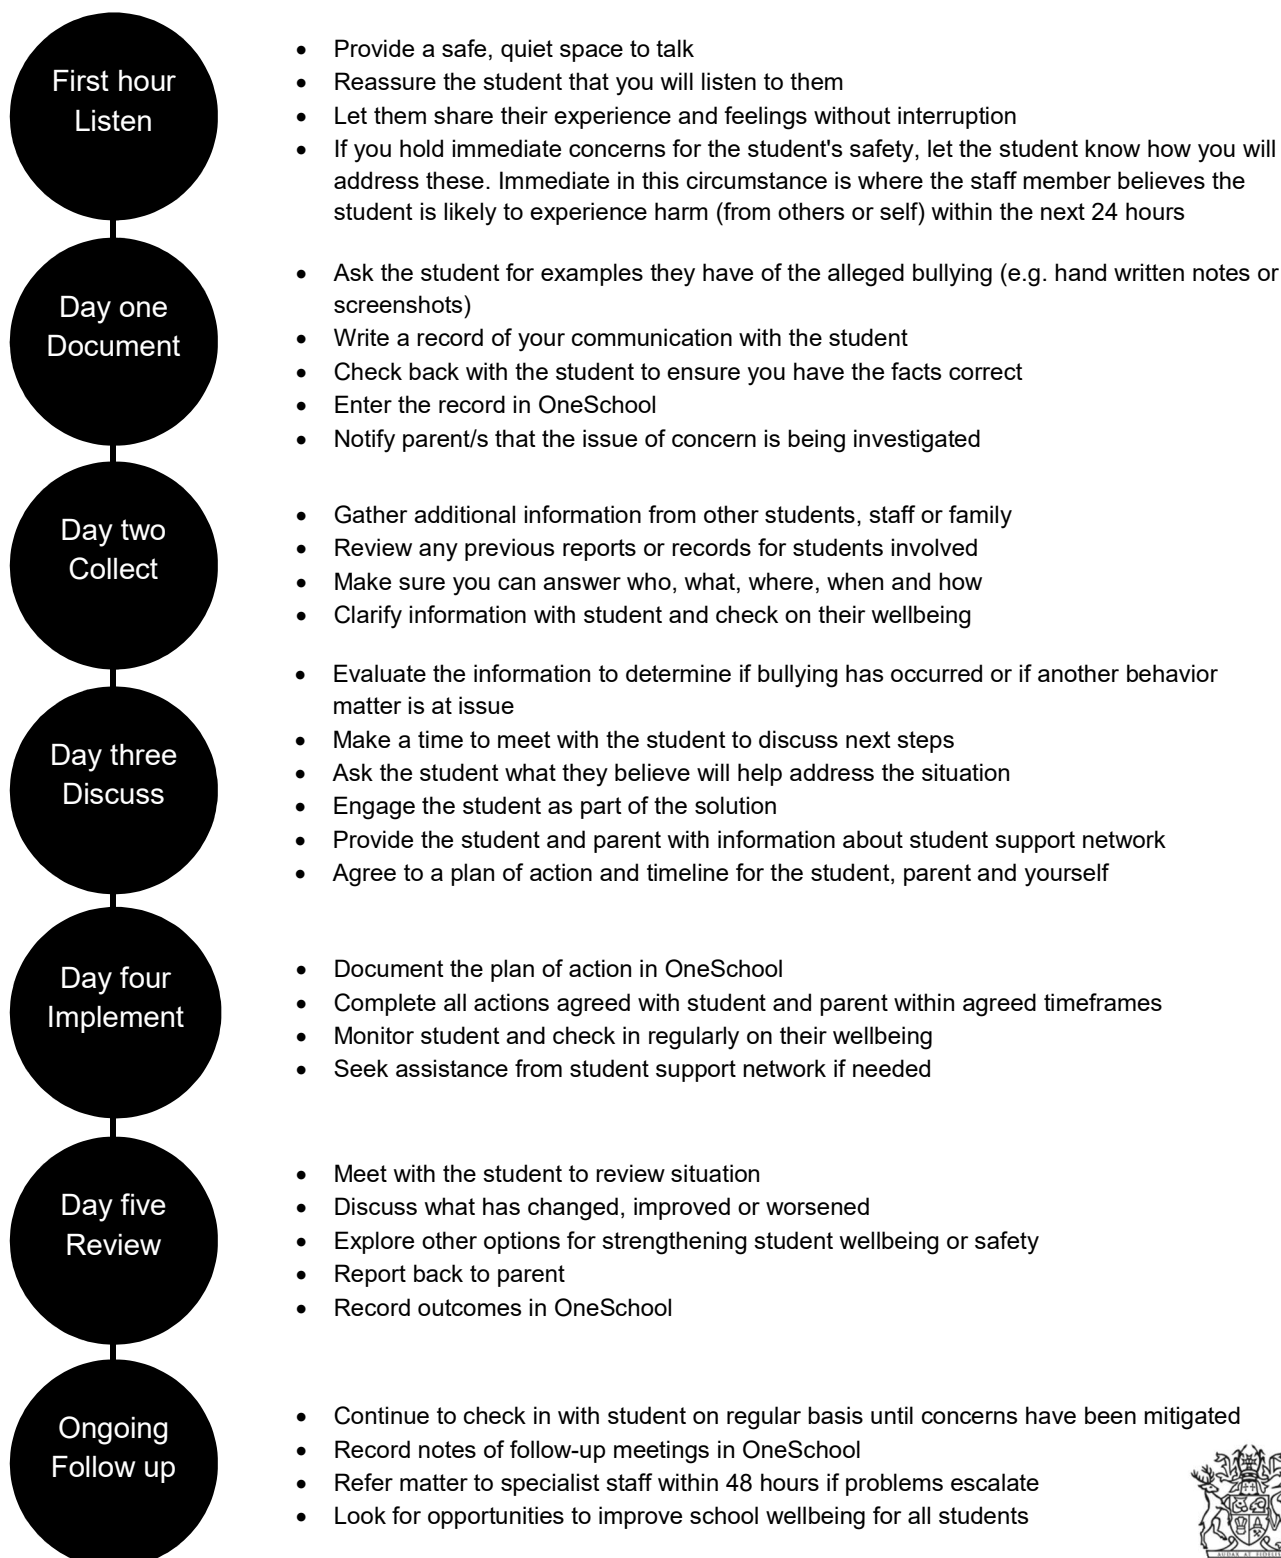 First hour
Listen
• Provide a safe, quiet space to talk
• Reassure the student that you will listen to them
• Let them share their experience and feelings without interruption
• If you hold immediate concerns for the student's safety, let the student know how you will
address these. Immediate in this circumstance is where the staff member believes the
student is likely to experience harm (from others or self) within the next 24 hours
Day one
Document
• Ask the student for examples they have of the alleged bullying (e.g. hand written notes or
screenshots)
• Write a record of your communication with the student
• Check back with the student to ensure you have the facts correct
• Enter the record in OneSchool
• Notify parent/s that the issue of concern is being investigated
Day two
Collect
• Gather additional information from other students, staff or family
• Review any previous reports or records for students involved
• Make sure you can answer who, what, where, when and how
• Clarify information with student and check on their wellbeing
Day three
Discuss
• Evaluate the information to determine if bullying has occurred or if another behavior
matter is at issue
• Make a time to meet with the student to discuss next steps
• Ask the student what they believe will help address the situation
• Engage the student as part of the solution
• Provide the student and parent with information about student support network
• Agree to a plan of action and timeline for the student, parent and yourself
Day four
Implement
• Document the plan of action in OneSchool
• Complete all actions agreed with student and parent within agreed timeframes
• Monitor student and check in regularly on their wellbeing
• Seek assistance from student support network if needed
Day five
Review
• Meet with the student to review situation
• Discuss what has changed, improved or worsened
• Explore other options for strengthening student wellbeing or safety
• Report back to parent
• Record outcomes in OneSchool
Ongoing
Follow up
• Continue to check in with student on regular basis until concerns have been mitigated
• Record notes of follow-up meetings in OneSchool
• Refer matter to specialist staff within 48 hours if problems escalate
• Look for opportunities to improve school wellbeing for all students
AUDAX AT